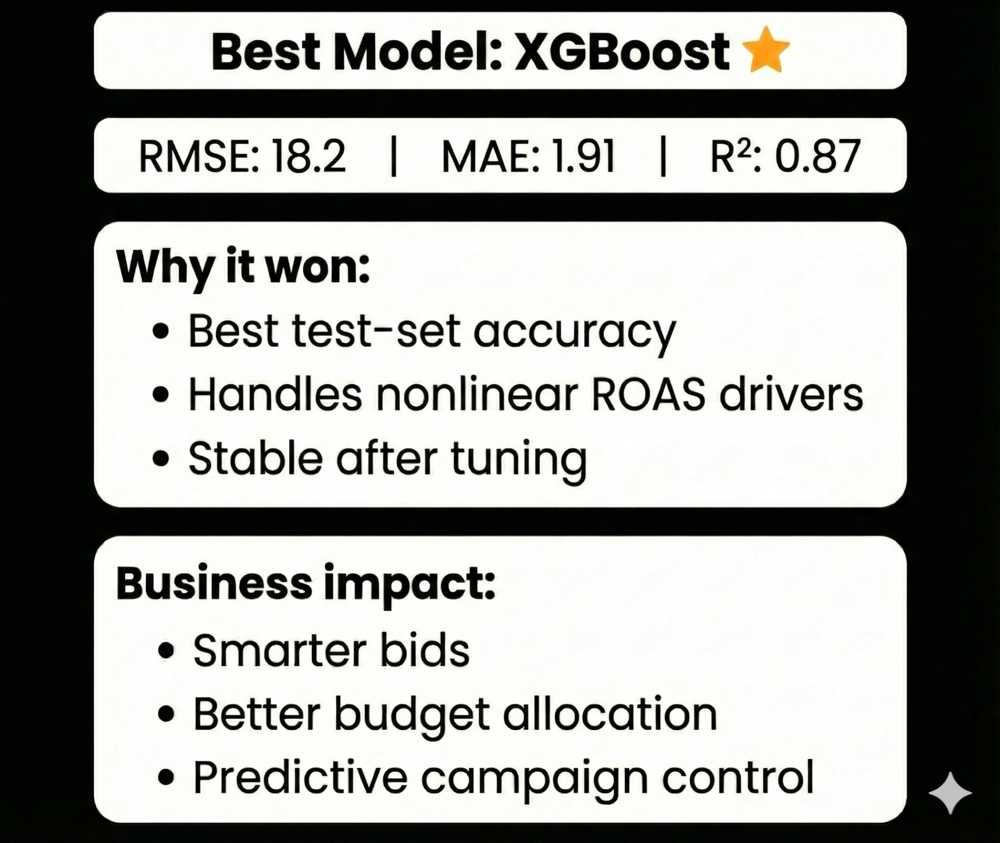 Best Model: XGBoost ⭐
RMSE: 18.2 | MAE: 1.91 | R²: 0.87
Why it won:
• Best test-set accuracy
• Handles nonlinear ROAS drivers
• Stable after tuning
Business impact:
• Smarter bids
• Better budget allocation
• Predictive campaign control